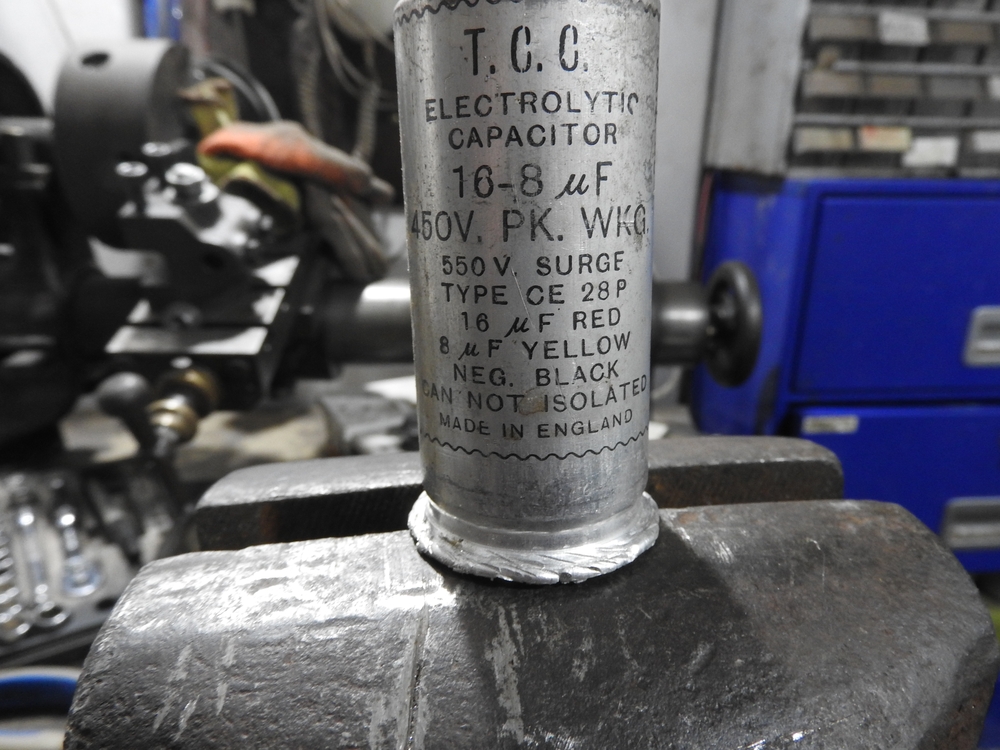 T.C.C.
ELECTROLYTIC
CAPACITOR
16-8 µF
450V. PK. WKG.
550V. SURGE
TYPE CE 28P
16 µF RED
8 µF YELLOW
NEG. BLACK
CAN NOT ISOLATED
MADE IN ENGLAND